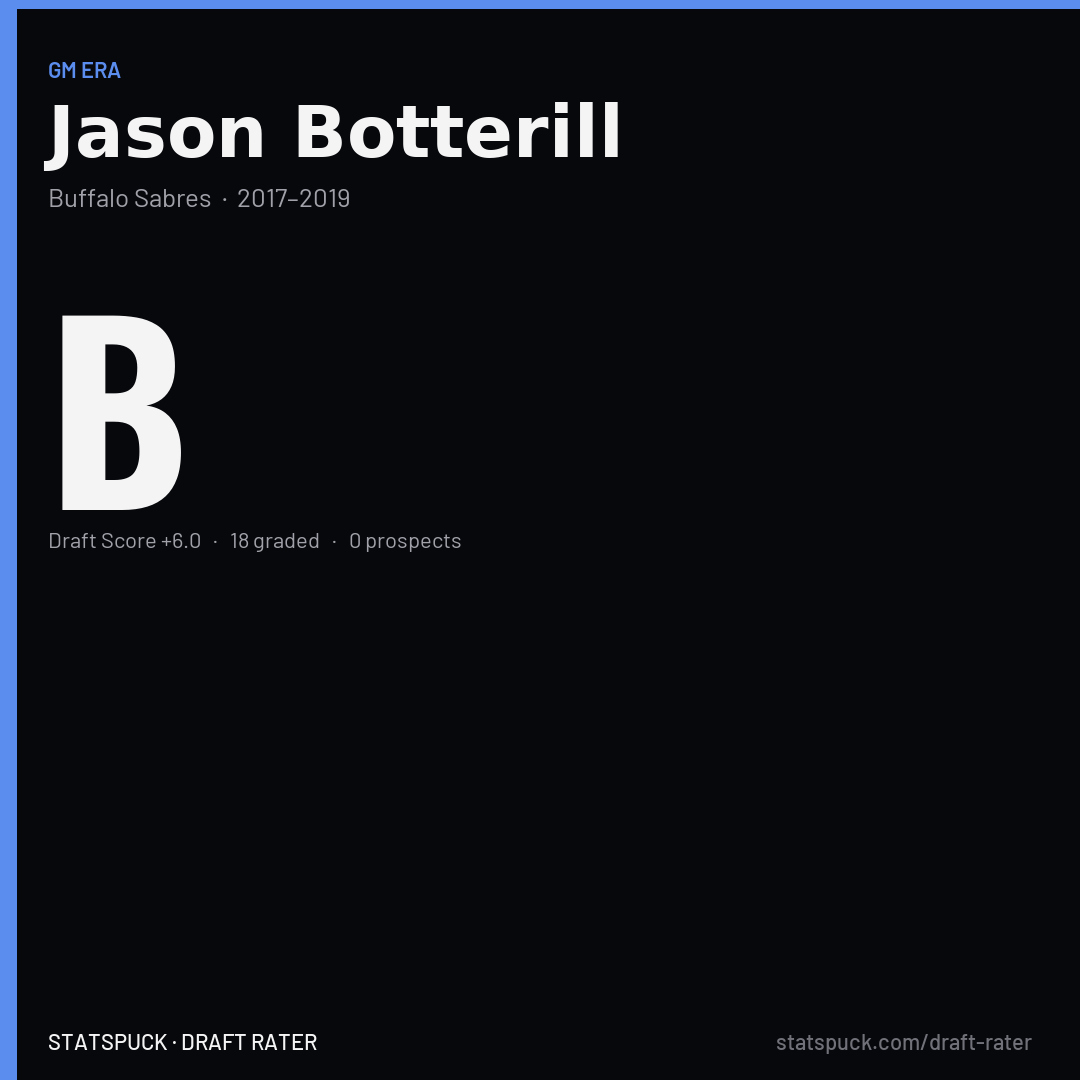 GM ERA
Jason Botterill
Buffalo Sabres · 2017–2019
B
Draft Score +6.0 · 18 graded · 0 prospects
STATSPUCK · DRAFT RATER
statspuck.com/draft-rater